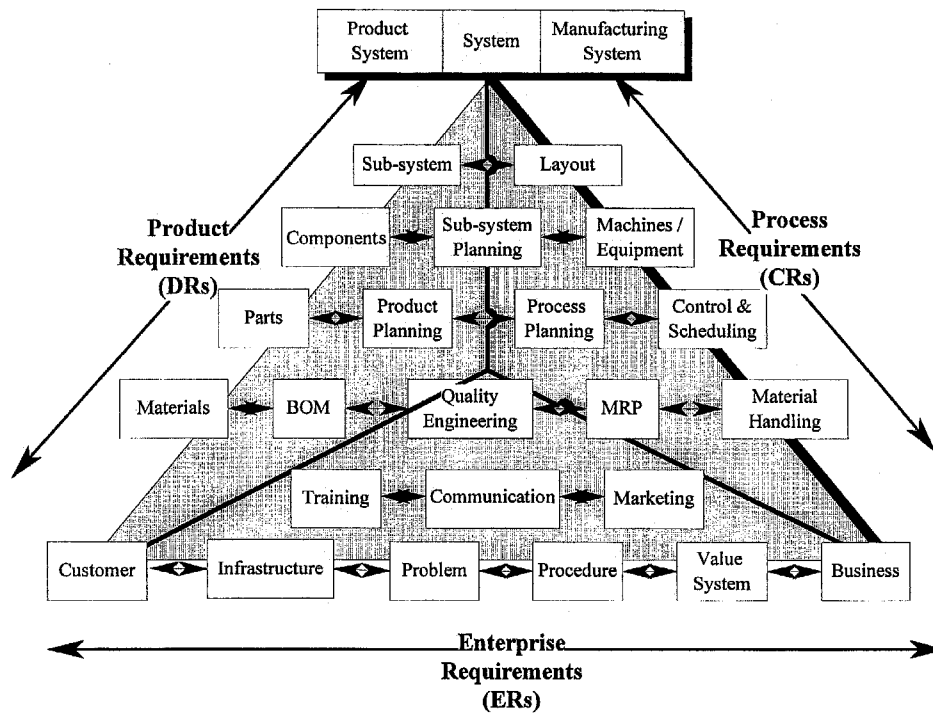 Product
System
System
Manufacturing
System
Sub-system
Layout
Product
Requirements
(DRs)
Components
Sub-system
Planning
Machines /
Equipment
Process
Requirements
(CRs)
Parts
Product
Planning
Process
Planning
Control &
Scheduling
Materials
BOM
Quality
Engineering
MRP
Material
Handling
Training
Communication
Marketing
Customer
Infrastructure
Problem
Procedure
Value
System
Business
Enterprise
Requirements
(ERs)